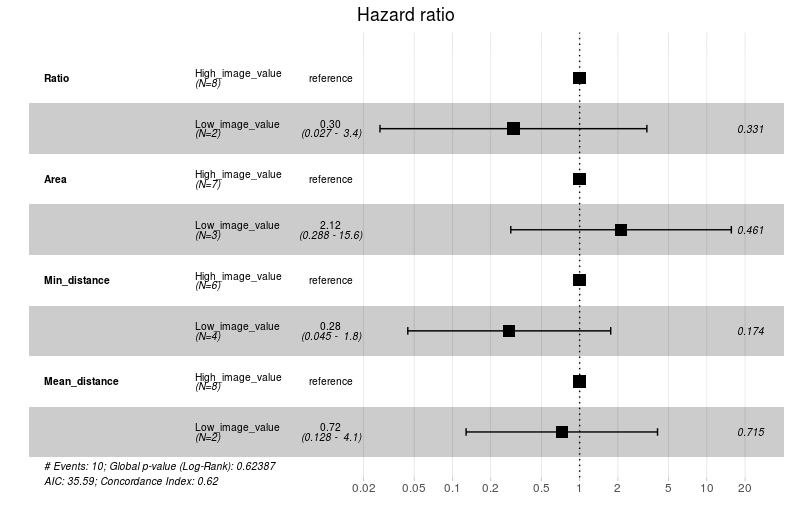 Hazard ratio
Ratio
High_image_value
(N=8)
reference
Low_image_value
(N=2)
0.30
(0.027 - 3.4)
0.331
Area
High_image_value
(N=7)
reference
Low_image_value
(N=3)
2.12
(0.288 - 15.6)
0.461
Min_distance
High_image_value
(N=6)
reference
Low_image_value
(N=4)
0.28
(0.045 - 1.8)
0.174
Mean_distance
High_image_value
(N=8)
reference
Low_image_value
(N=2)
0.72
(0.128 - 4.1)
0.715
# Events: 10; Global p-value (Log-Rank): 0.62387
AIC: 35.59; Concordance Index: 0.62
0.02 0.05 0.1 0.2 0.5 1 2 5 10 20